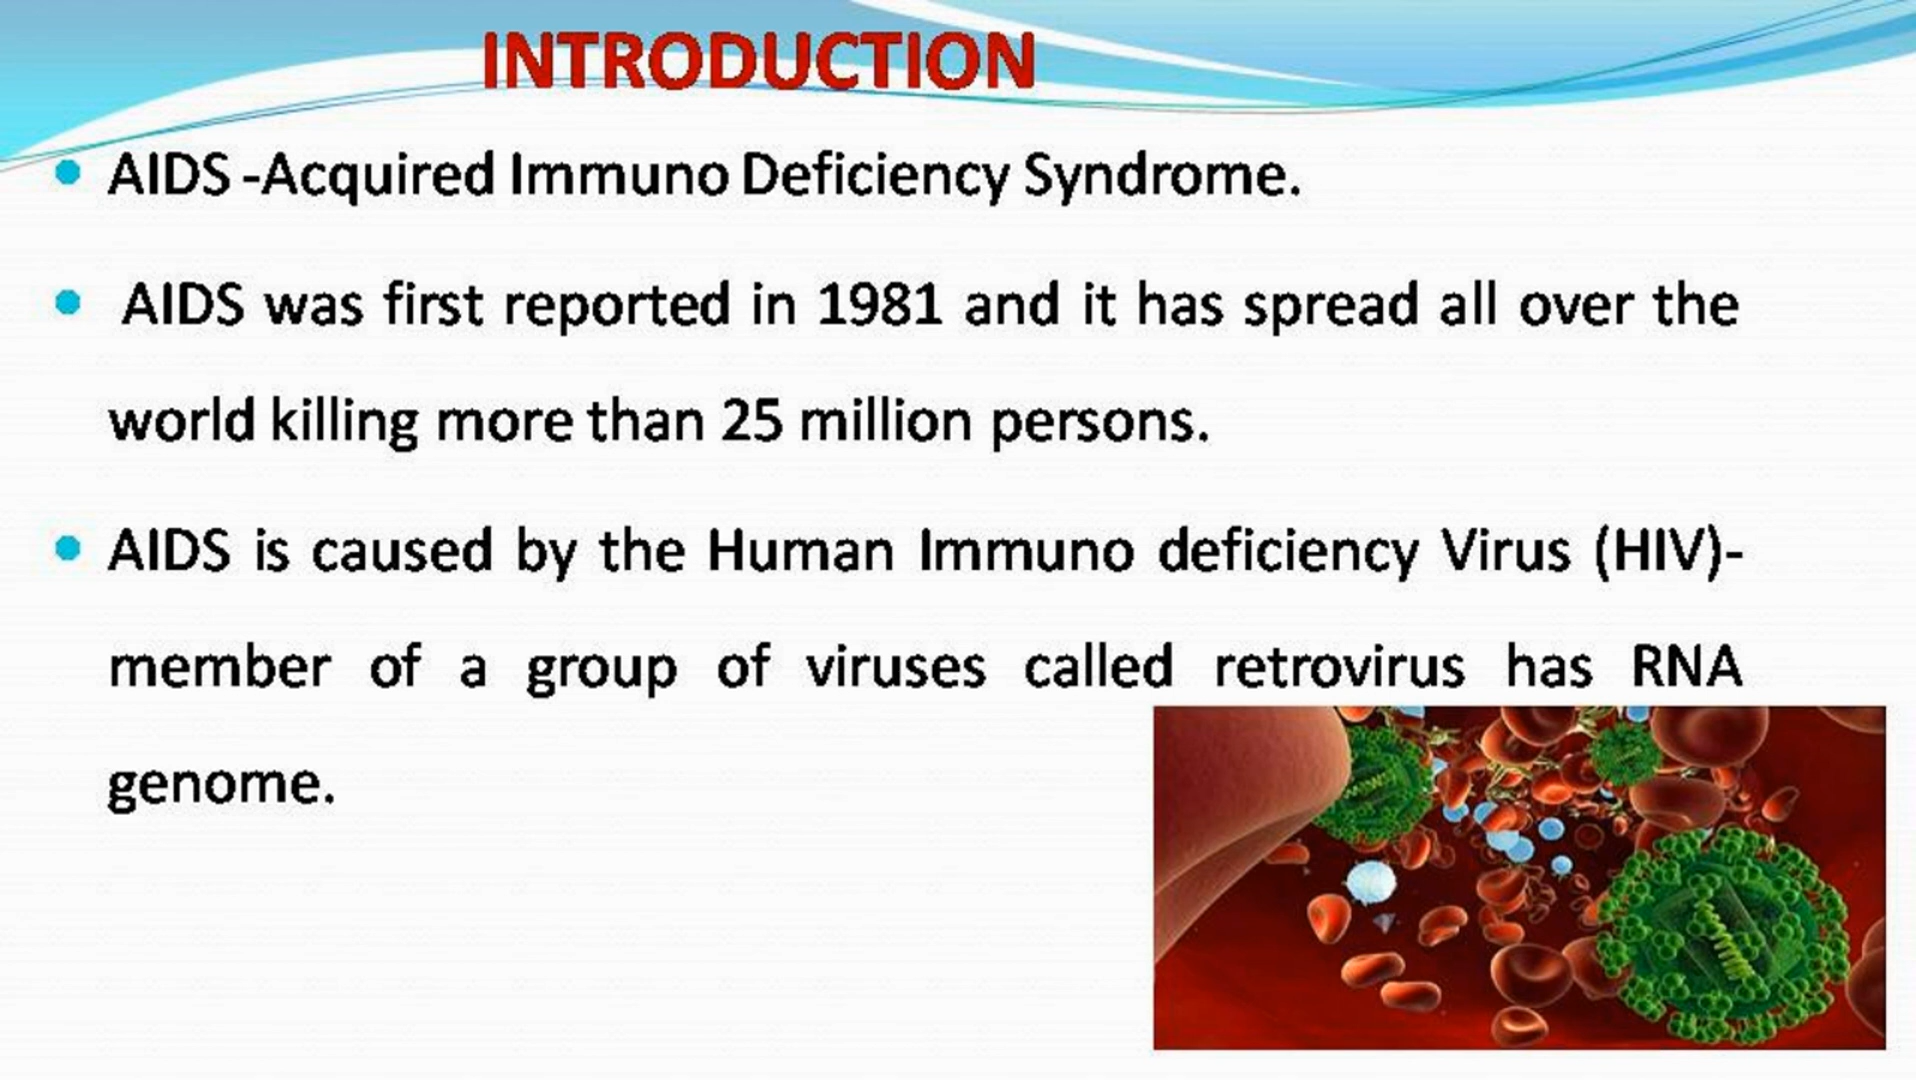 INTRODUCTION
• AIDS -Acquired Immuno Deficiency Syndrome.
• AIDS was first reported in 1981 and it has spread all over the
world killing more than 25 million persons.
• AIDS is caused by the Human Immuno deficiency Virus (HIV)-
member of a group of viruses called retrovirus has RNA
genome.